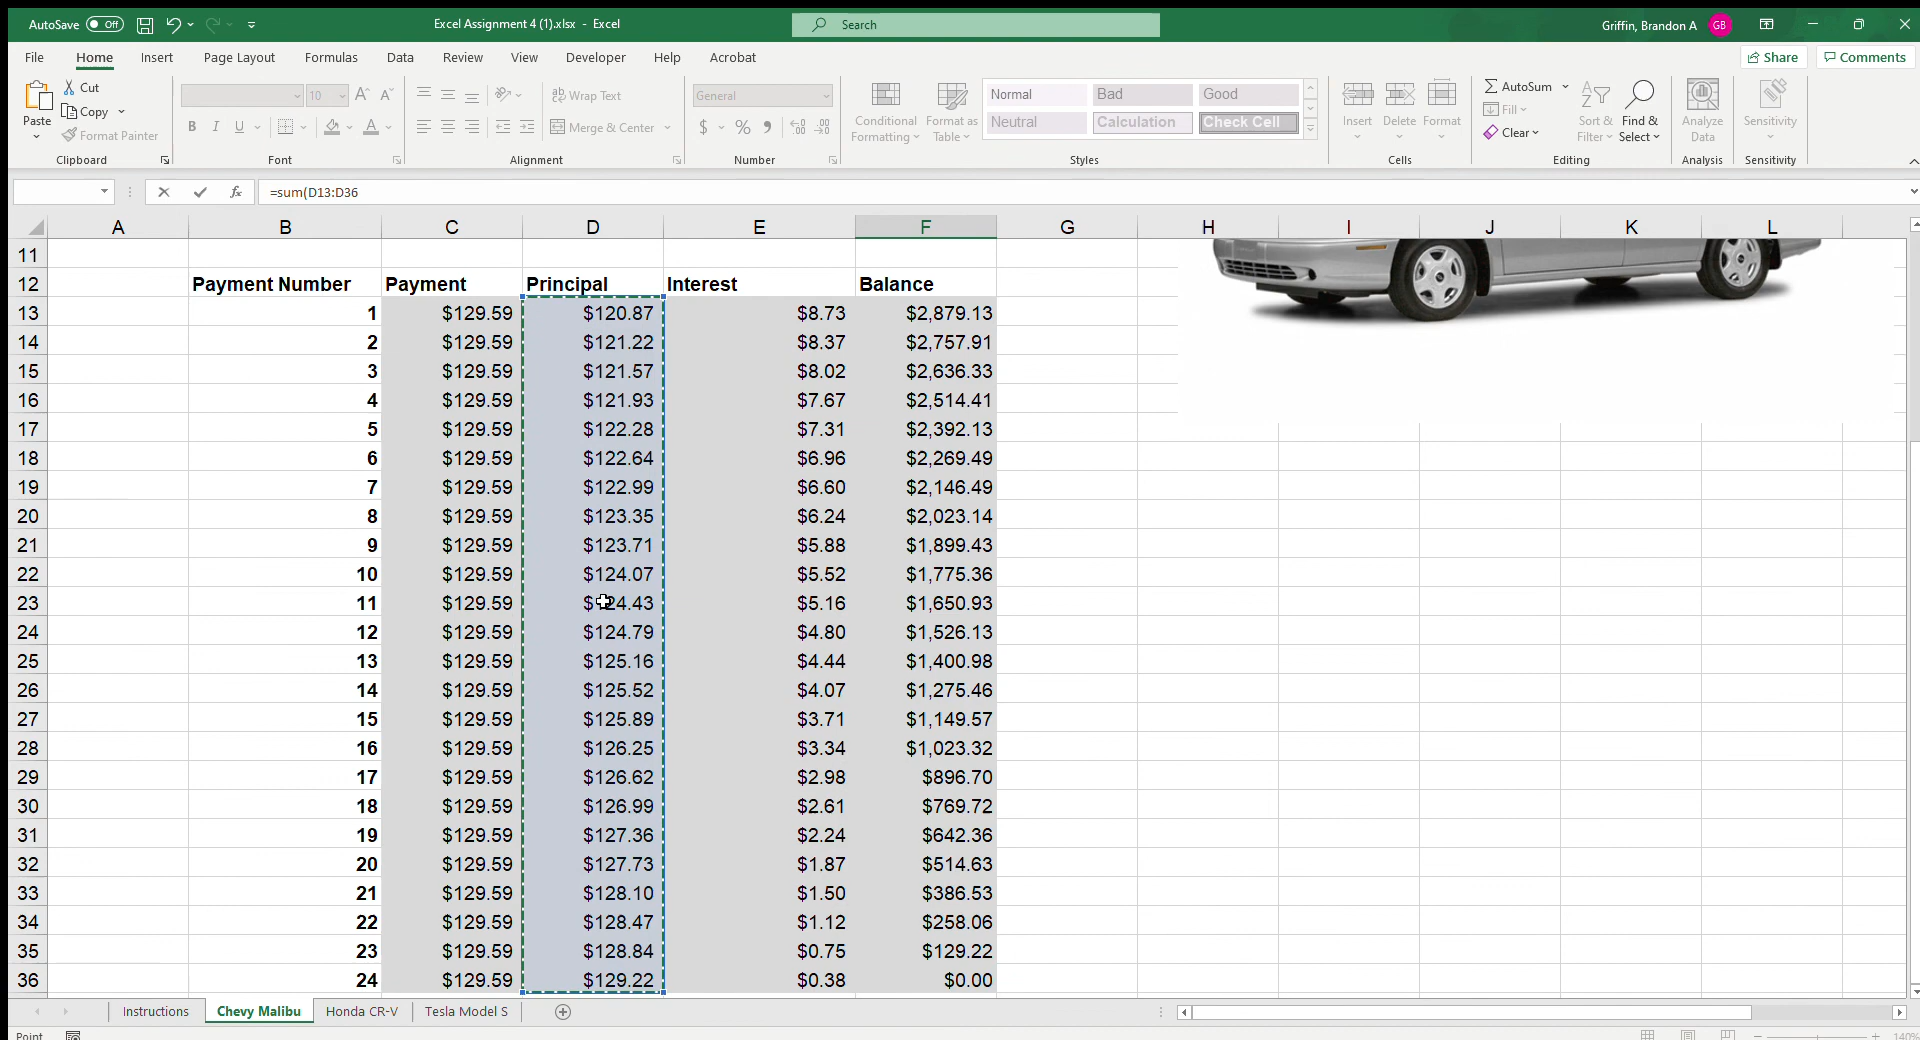 AutoSave Off Excel Assignment 4 (1).xlsx - Excel Search Griffin, Brandon A GB
File Home Insert Page Layout Formulas Data Review View Developer Help Acrobat Share Comments
Paste Cut Copy Format Painter
Clipboard
10 A A B I U A
Font
ab Wrap Text Merge & Center
Alignment
General $ % 9
Number
Conditional Formatting Format as Table Normal Bad Good Neutral Calculation Check Cell
Styles
Insert Delete Format
Cells
AutoSum Fill Clear Sort & Filter Find & Select
Editing
Analyze Data
Analysis
Sensitivity
Sensitivity
fx =sum(D13:D36
A B C D E F G H I J K L
11
12 Payment Number Payment Principal Interest Balance
13 1 $129.59 $120.87 $8.73 $2,879.13
14 2 $129.59 $121.22 $8.37 $2,757.91
15 3 $129.59 $121.57 $8.02 $2,636.33
16 4 $129.59 $121.93 $7.67 $2,514.41
17 5 $129.59 $122.28 $7.31 $2,392.13
18 6 $129.59 $122.64 $6.96 $2,269.49
19 7 $129.59 $122.99 $6.60 $2,146.49
20 8 $129.59 $123.35 $6.24 $2,023.14
21 9 $129.59 $123.71 $5.88 $1,899.43
22 10 $129.59 $124.07 $5.52 $1,775.36
23 11 $129.59 $124.43 $5.16 $1,650.93
24 12 $129.59 $124.79 $4.80 $1,526.13
25 13 $129.59 $125.16 $4.44 $1,400.98
26 14 $129.59 $125.52 $4.07 $1,275.46
27 15 $129.59 $125.89 $3.71 $1,149.57
28 16 $129.59 $126.25 $3.34 $1,023.32
29 17 $129.59 $126.62 $2.98 $896.70
30 18 $129.59 $126.99 $2.61 $769.72
31 19 $129.59 $127.36 $2.24 $642.36
32 20 $129.59 $127.73 $1.87 $514.63
33 21 $129.59 $128.10 $1.50 $386.53
34 22 $129.59 $128.47 $1.12 $258.06
35 23 $129.59 $128.84 $0.75 $129.22
36 24 $129.59 $129.22 $0.38 $0.00
Instructions Chevy Malibu Honda CR-V Tesla Model S
Point 140%